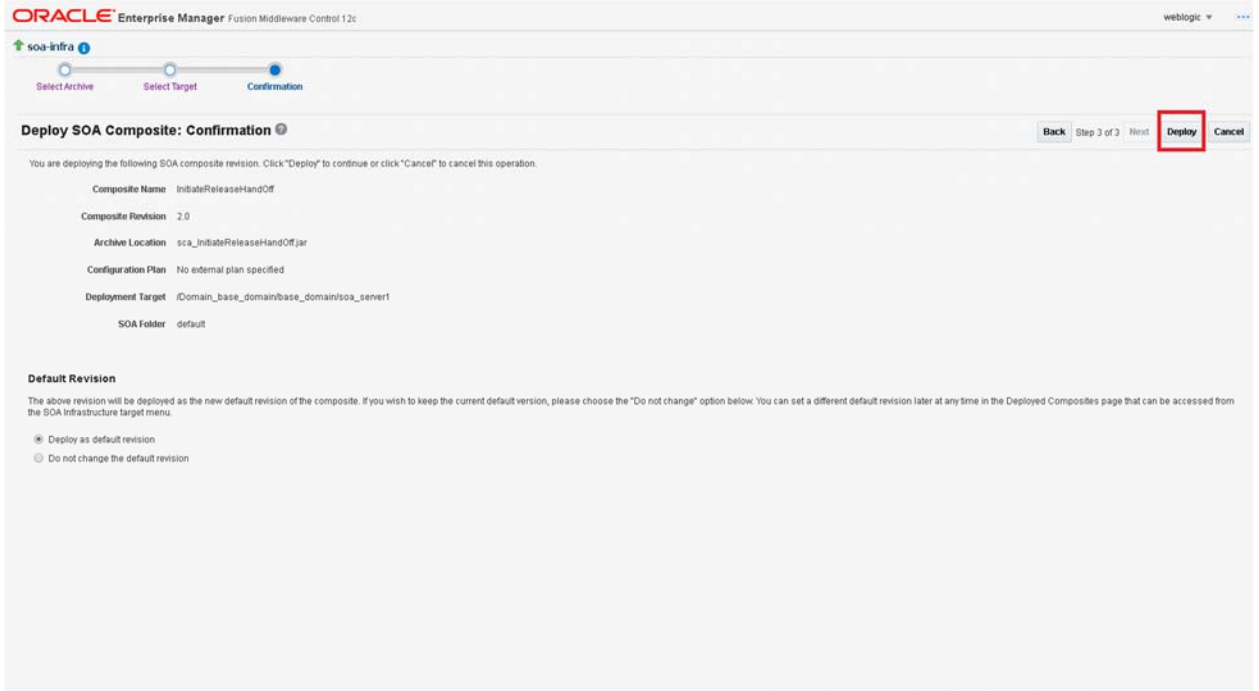 ORACLE Enterprise Manager Fusion Middleware Control 12c
weblogic
soa-infra
Select Archive
Select Target
Confirmation
Deploy SOA Composite: Confirmation
Back Step 3 of 3 Next Deploy Cancel
You are deploying the following SOA composite revision. Click "Deploy" to continue or click "Cancel" to cancel this operation.
Composite Name InitiateReleaseHandOff
Composite Revision 2.0
Archive Location sca_InitiateReleaseHandOff.jar
Configuration Plan No external plan specified
Deployment Target /Domain_base_domain/base_domain/soa_server1
SOA Folder default
Default Revision
The above revision will be deployed as the new default revision of the composite. If you wish to keep the current default version, please choose the "Do not change" option below. You can set a different default revision later at any time in the Deployed Composites page that can be accessed from
the SOA Infrastructure target menu.
Deploy as default revision
Do not change the default revision